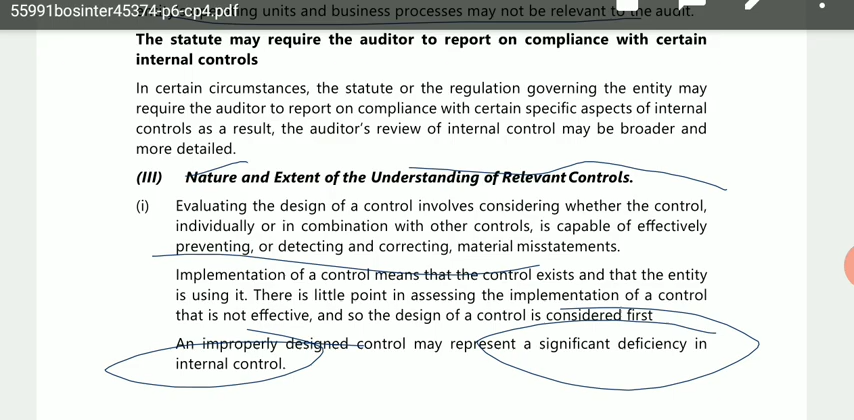 55991bosinter45374-p6-cp4.pdf
units and business processes may not be relevant to the audit.
The statute may require the auditor to report on compliance with certain
internal controls
In certain circumstances, the statute or the regulation governing the entity may
require the auditor to report on compliance with certain specific aspects of internal
controls as a result, the auditor's review of internal control may be broader and
more detailed.
(III) Nature and Extent of the Understanding of Relevant Controls.
(i) Evaluating the design of a control involves considering whether the control,
individually or in combination with other controls, is capable of effectively
preventing, or detecting and correcting, material misstatements.
Implementation of a control means that the control exists and that the entity
is using it. There is little point in assessing the implementation of a control
that is not effective, and so the design of a control is considered first
An improperly designed control may represent a significant deficiency in
internal control.